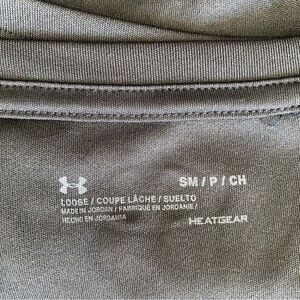 SM / P / CH
LOOSE / COUPE LÂCHE / SUELTO
MADE IN JORDAN / FABRIQUÉ EN JORDANIE /
HECHO EN JORDANIA
HEATGEAR